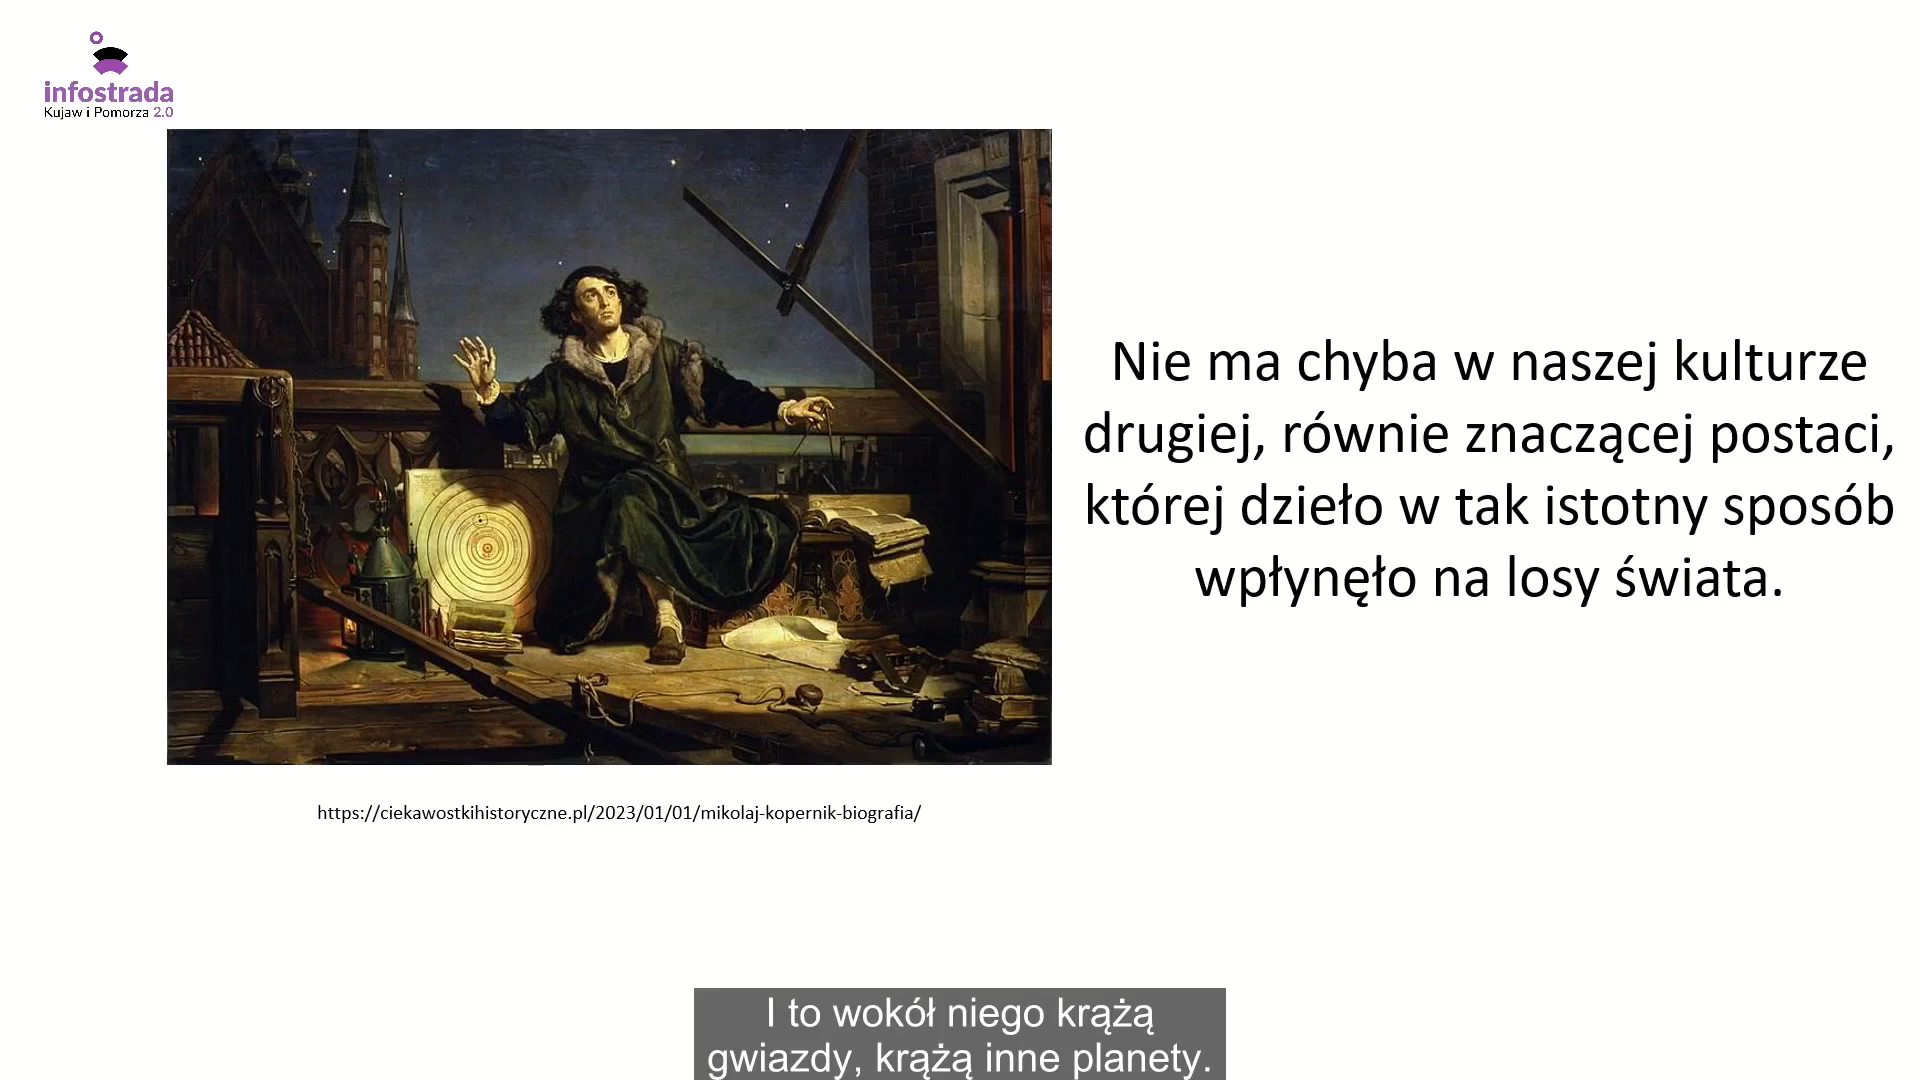 infostrada
Kujaw i Pomorza 2.0
Nie ma chyba w naszej kulturze
drugiej, równie znaczącej postaci,
której dzieło w tak istotny sposób
wpłynęło na losy świata.
https://ciekawostkihistoryczne.pl/2023/01/01/mikolaj-kopernik-biografia/
I to wokół niego krążą
gwiazdy, krążą inne planety.